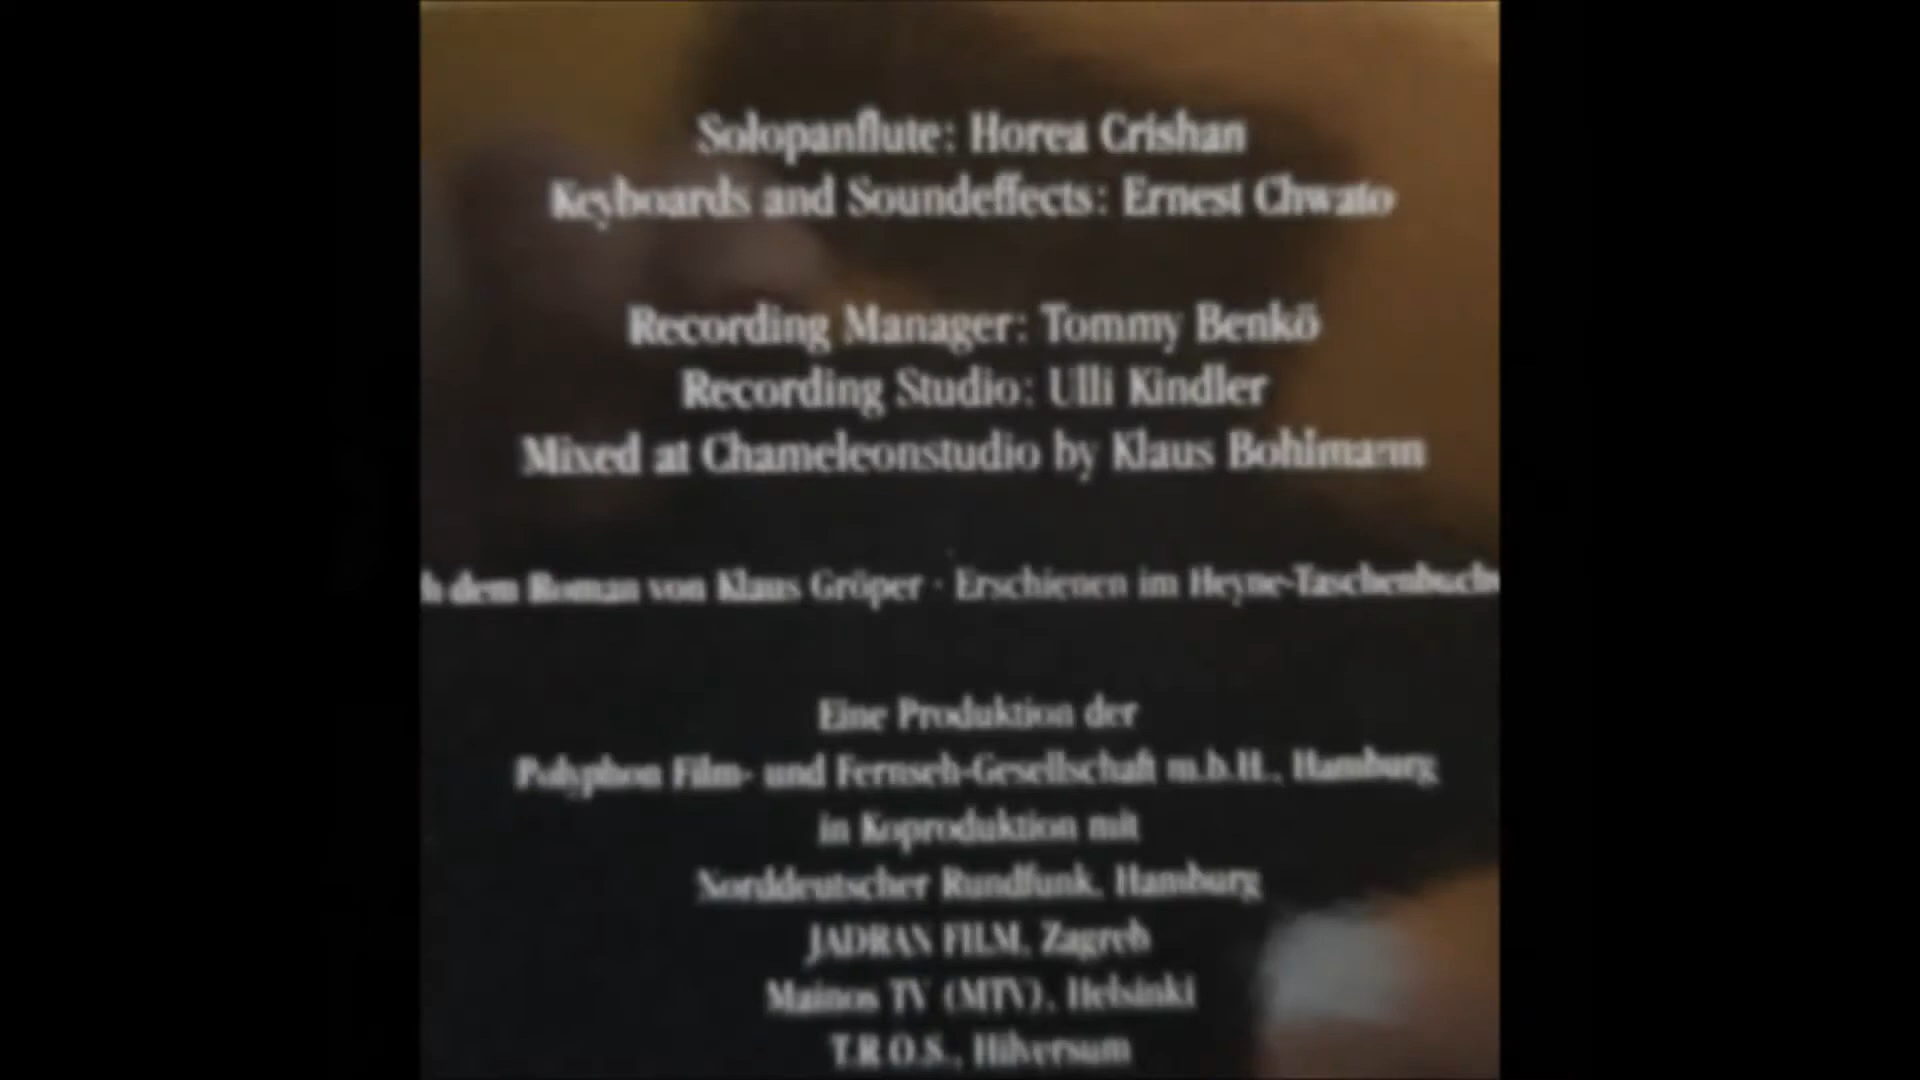 Solopanflute: Horea Crishan
Keyboards and Soundeffects: Ernest Chwato
Recording Manager: Tommy Benkö
Recording Studio: Ulli Kindler
Mixed at Chameleonstudio by Klaus Bohlmann
h dem Roman von Klaus Gröper · Erschienen im Heyne-Taschenbuch
Eine Produktion der
Polyphon Film- und Fernseh-Gesellschaft m.b.H., Hamburg
in Koproduktion mit
Norddeutscher Rundfunk, Hamburg
JADRAN FILM, Zagreb
Mainos TV (MTV), Helsinki
T.R.O.S., Hilversum